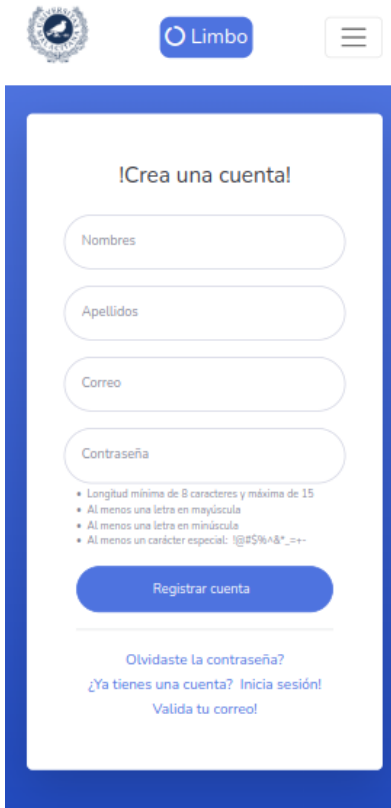 Limbo
!Crea una cuenta!
Nombres
Apellidos
Correo
Contraseña
Longitud mínima de 8 caracteres y máxima de 15
Al menos una letra en mayúscula
Al menos una letra en minúscula
Al menos un carácter especial: !@#$%^&*_=+-
Registrar cuenta
Olvidaste la contraseña?
¿Ya tienes una cuenta? Inicia sesión!
Valida tu correo!